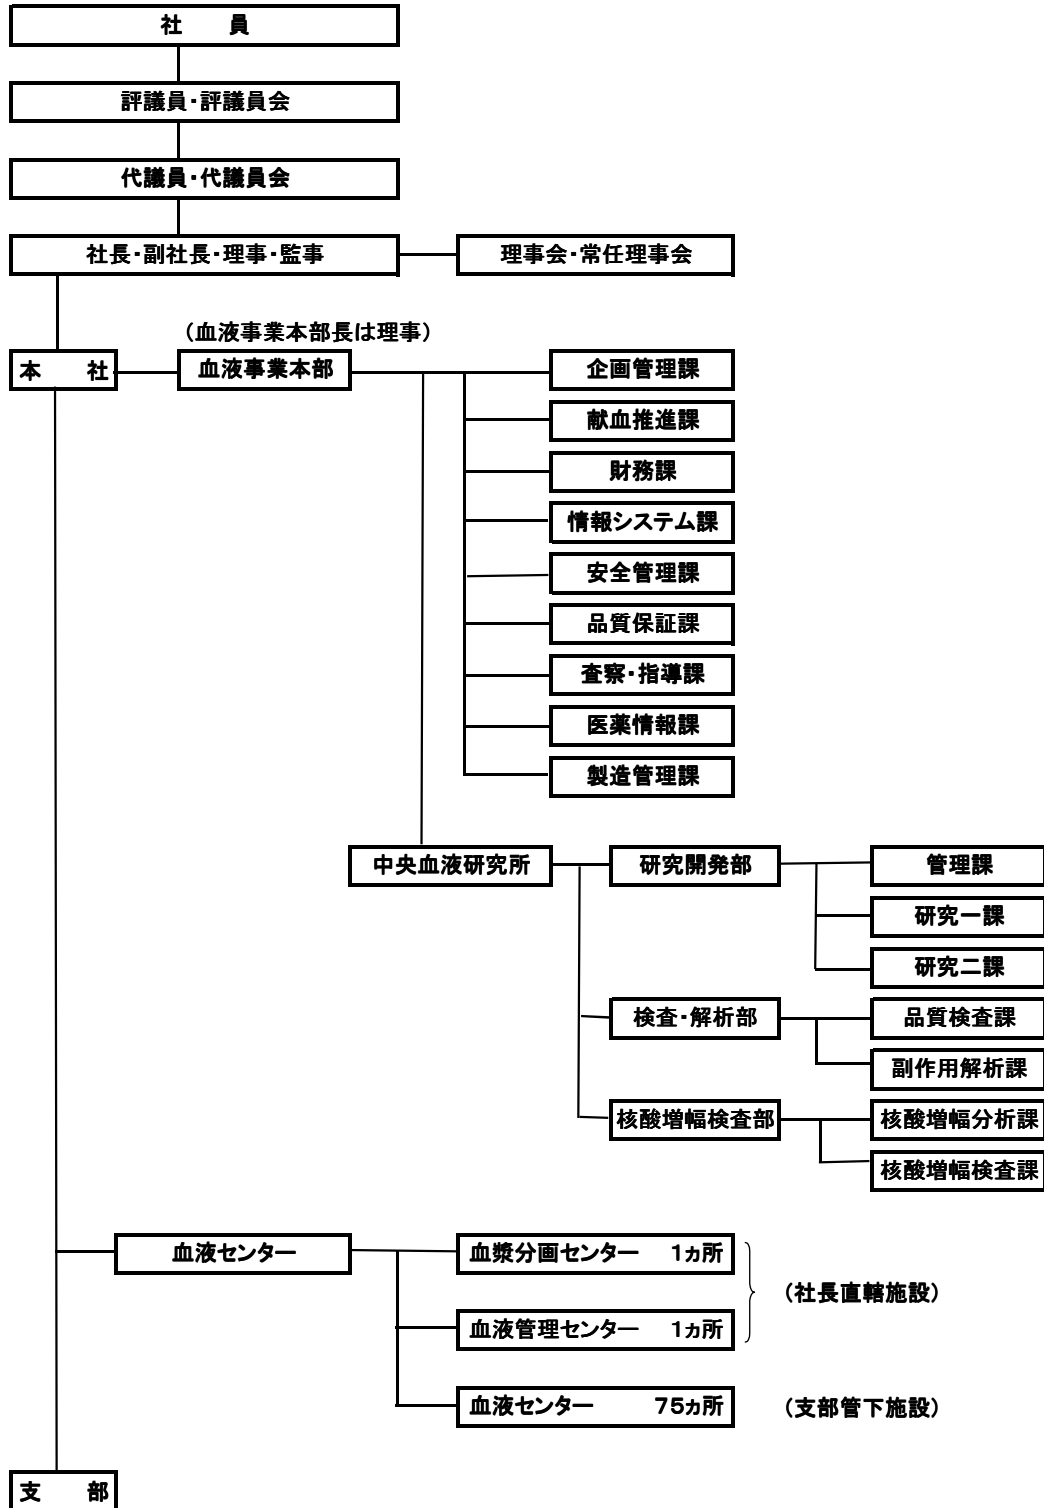 社　　員
評議員・評議員会
代議員・代議員会
社長・副社長・理事・監事　理事会・常任理事会
（血液事業本部長は理事）
本　　社　血液事業本部　企画管理課
献血推進課
財務課
情報システム課
安全管理課
品質保証課
査察・指導課
医薬情報課
製造管理課
中央血液研究所　研究開発部　管理課
研究一課
研究二課
検査・解析部　品質検査課
副作用解析課
核酸増幅検査部　核酸増幅分析課
核酸増幅検査課
血液センター　血漿分画センター　1ヵ所
（社長直轄施設）
血液管理センター　1ヵ所
血液センター　75ヵ所　（支部管下施設）
支　　部